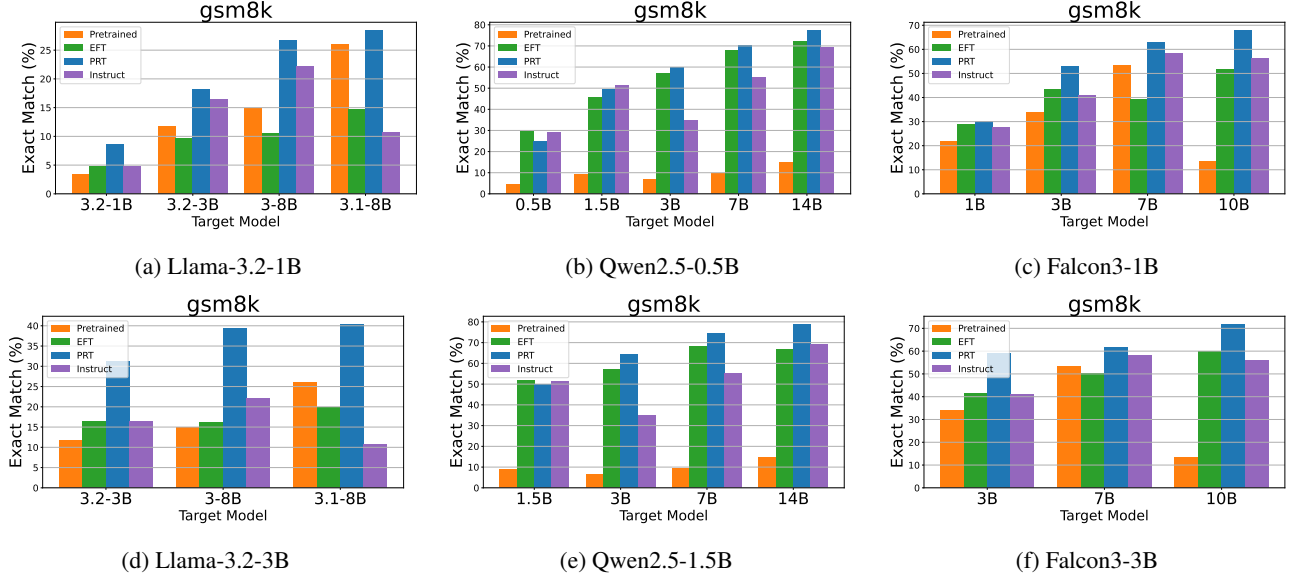 gsm8k
Exact Match (%)
25
20
15
10
5
0
Pretrained
EFT
PRT
Instruct
3.2-1B 3.2-3B 3-8B 3.1-8B
Target Model
(a) Llama-3.2-1B
gsm8k
Exact Match (%)
80
70
60
50
40
30
20
10
0
Pretrained
EFT
PRT
Instruct
0.5B 1.5B 3B 7B 14B
Target Model
(b) Qwen2.5-0.5B
gsm8k
Exact Match (%)
70
60
50
40
30
20
10
0
Pretrained
EFT
PRT
Instruct
1B 3B 7B 10B
Target Model
(c) Falcon3-1B
gsm8k
Exact Match (%)
40
35
30
25
20
15
10
5
0
Pretrained
EFT
PRT
Instruct
3.2-3B 3-8B 3.1-8B
Target Model
(d) Llama-3.2-3B
gsm8k
Exact Match (%)
80
70
60
50
40
30
20
10
0
Pretrained
EFT
PRT
Instruct
1.5B 3B 7B 14B
Target Model
(e) Qwen2.5-1.5B
gsm8k
Exact Match (%)
70
60
50
40
30
20
10
0
Pretrained
EFT
PRT
Instruct
3B 7B 10B
Target Model
(f) Falcon3-3B